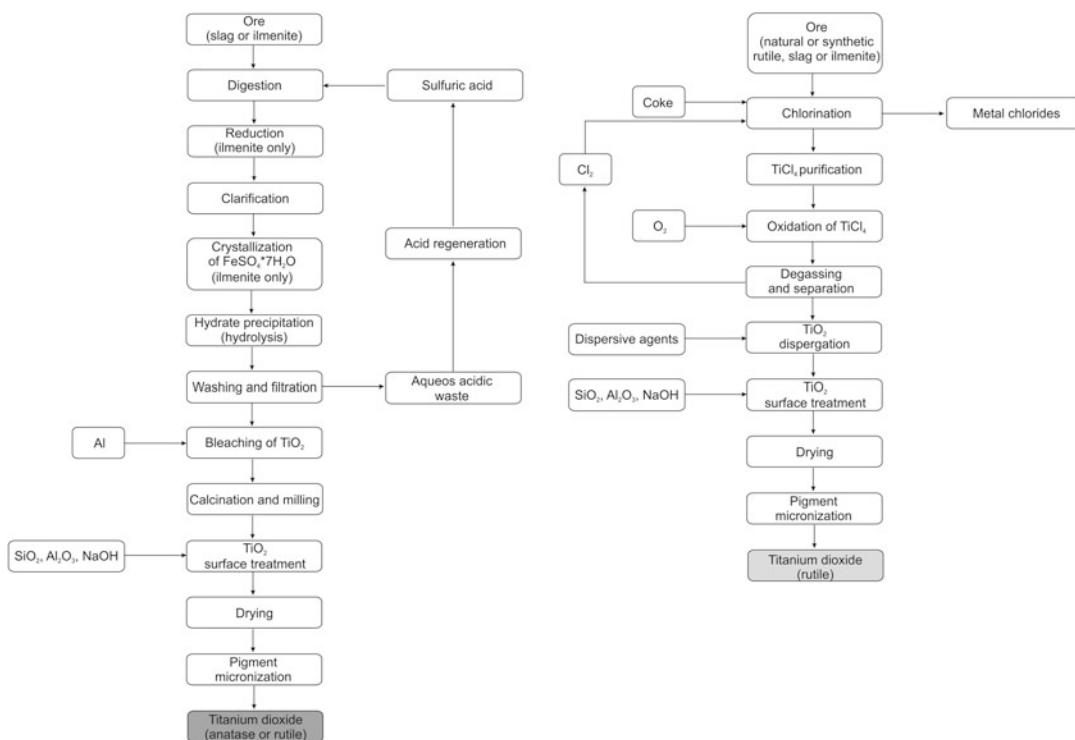 Ore
(slag or ilmenite)
Digestion
Sulfuric acid
Reduction
(ilmenite only)
Clarification
Acid regeneration
Crystallization
of FeSO₄*7H₂O
(ilmenite only)
Hydrate precipitation
(hydrolysis)
Washing and filtration
Aqueos acidic
waste
Al
Bleaching of TiO₂
Calcination and milling
SiO₂, Al₂O₃, NaOH
TiO₂
surface treatment
Drying
Pigment
micronization
Titanium dioxide
(anatase or rutile)
Ore
(natural or synthetic
rutile, slag or ilmenite)
Coke
Chlorination
Metal chlorides
Cl₂
TiCl₄ purification
O₂
Oxidation of TiCl₄
Degassing
and separation
Dispersive agents
TiO₂
dispergation
SiO₂, Al₂O₃, NaOH
TiO₂
surface treatment
Drying
Pigment
micronization
Titanium dioxide
(rutile)